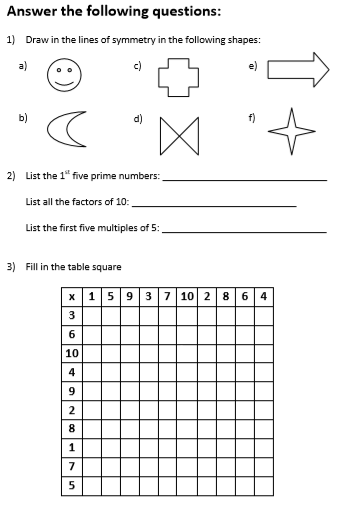 Answer the following questions:
1) Draw in the lines of symmetry in the following shapes:
a) c) e)
b) d) f)
2) List the 1st five prime numbers:
List all the factors of 10:
List the first five multiples of 5:
3) Fill in the table square
x 1 5 9 3 7 10 2 8 6 4
3
6
10
4
9
2
8
1
7
5